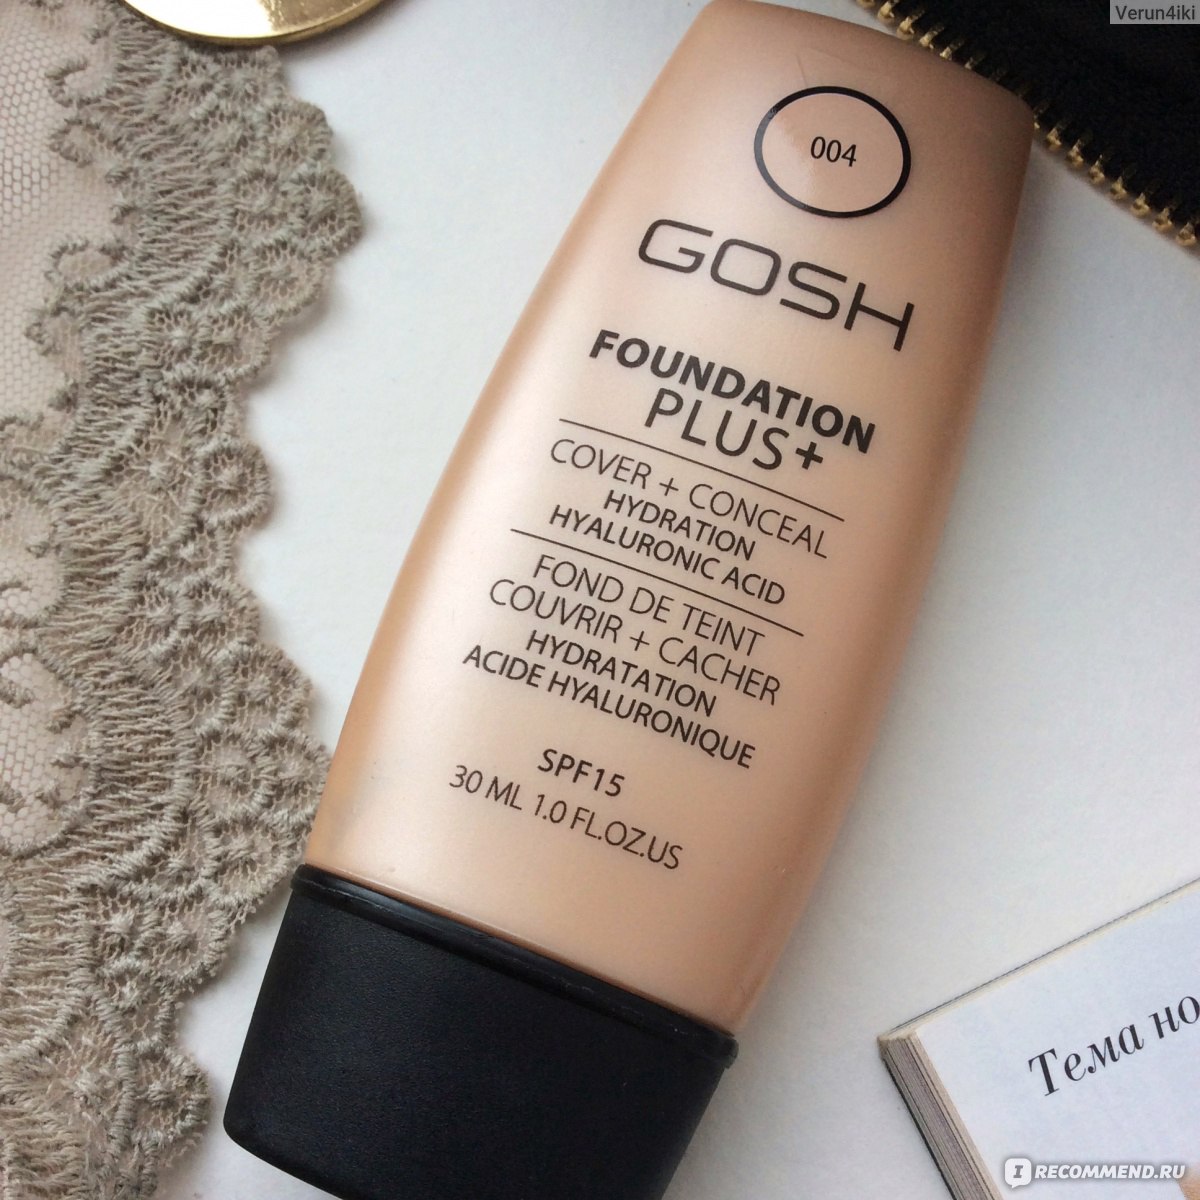 Verun4iki
004
GOSH
FOUNDATION
PLUS+
COVER + CONCEAL
HYDRATION
HYALURONIC ACID
FOND DE TEINT
COUVRIR + CACHER
HYDRATATION
ACIDE HYALURONIQUE
SPF15
30 ML 1.0 FL.OZ.US
Тема но
IRECOMMEND.RU